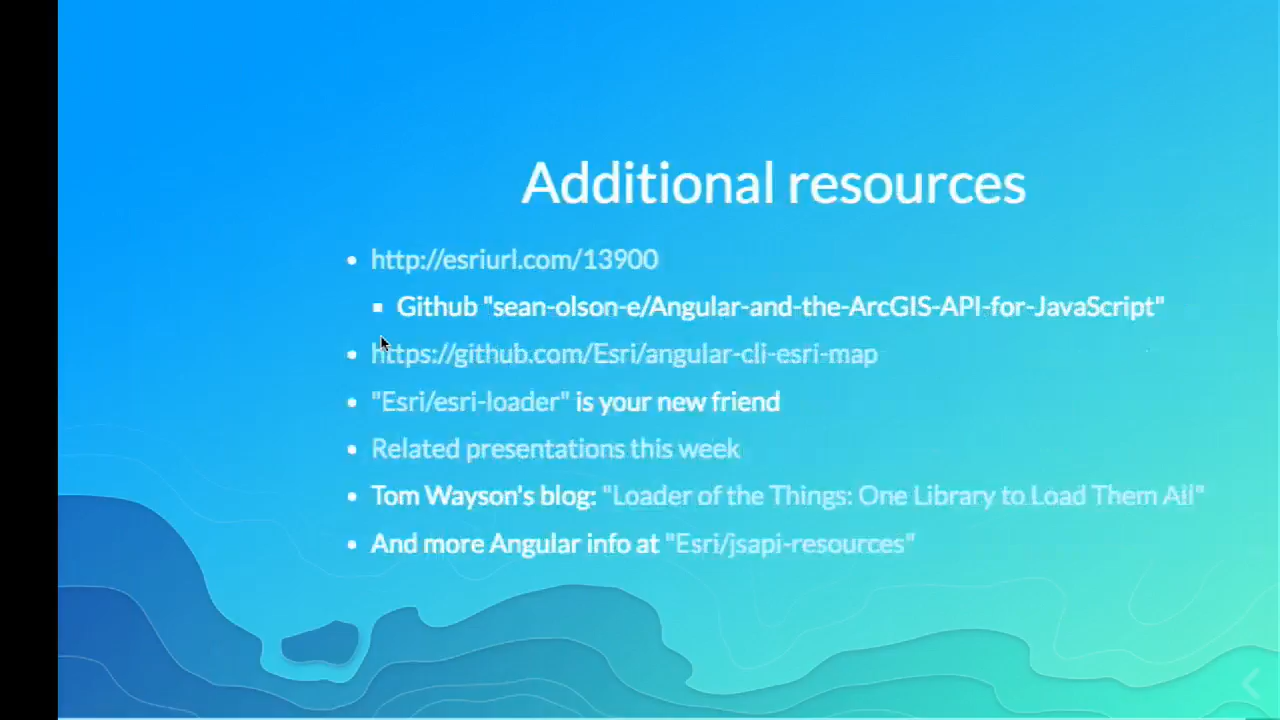 Additional resources
http://esriurl.com/13900
Github "sean-olson-e/Angular-and-the-ArcGIS-API-for-JavaScript"
https://github.com/Esri/angular-cli-esri-map
"Esri/esri-loader" is your new friend
Related presentations this week
Tom Wayson's blog: "Loader of the Things: One Library to Load Them All"
And more Angular info at "Esri/jsapi-resources"